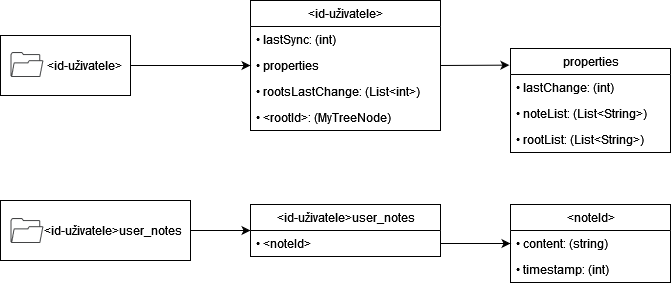 <id-uživatele>
<id-uživatele>
• lastSync: (int)
• properties
• rootsLastChange: (List<int>)
• <rootId>: (MyTreeNode)
properties
• lastChange: (int)
• noteList: (List<String>)
• rootList: (List<String>)
<id-uživatele>user_notes
<id-uživatele>user_notes
• <noteId>
<noteId>
• content: (string)
• timestamp: (int)